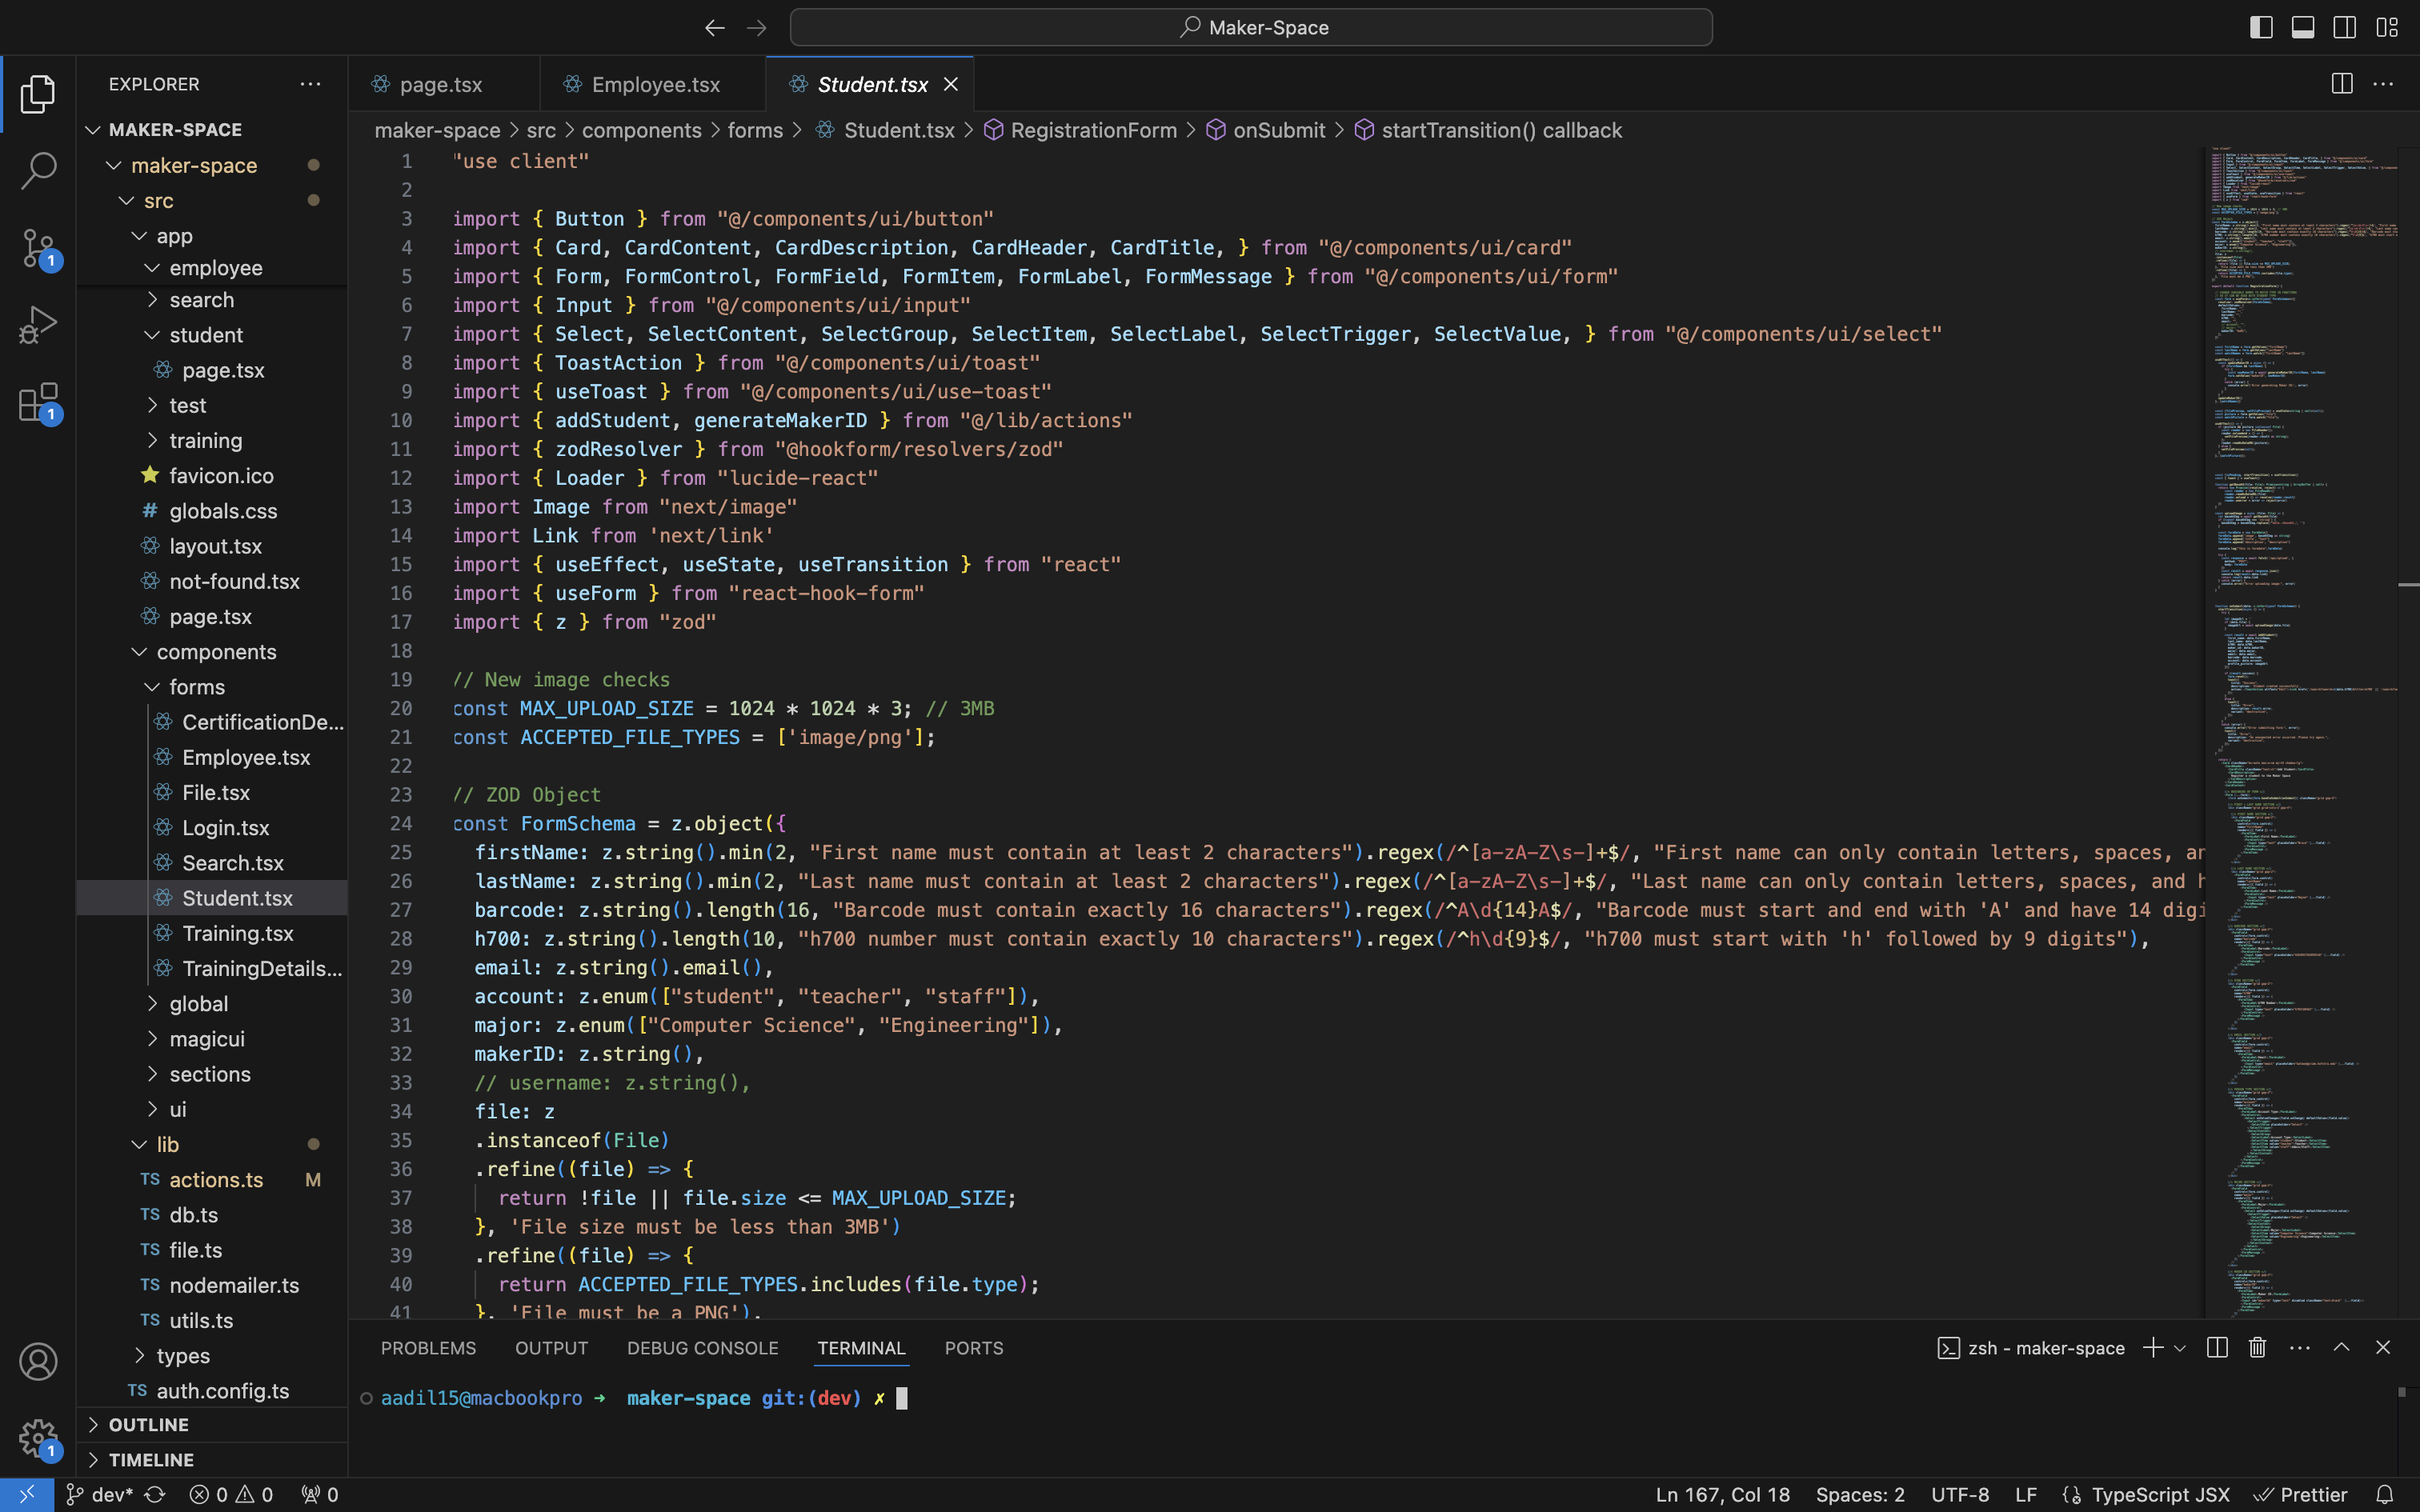 Maker-Space
EXPLORER
MAKER-SPACE
maker-space
src
app
employee
search
student
page.tsx
test
training
favicon.ico
globals.css
layout.tsx
not-found.tsx
page.tsx
components
forms
CertificationDe...
Employee.tsx
File.tsx
Login.tsx
Search.tsx
Student.tsx
Training.tsx
TrainingDetails...
global
magicui
sections
ui
lib
TS actions.ts M
TS db.ts
TS file.ts
TS nodemailer.ts
TS utils.ts
types
TS auth.config.ts
OUTLINE
TIMELINE
1
1
1
page.tsx Employee.tsx Student.tsx
maker-space > src > components > forms > Student.tsx > RegistrationForm > onSubmit > startTransition() callback
1 "use client"
2
3 import { Button } from "@/components/ui/button"
4 import { Card, CardContent, CardDescription, CardHeader, CardTitle, } from "@/components/ui/card"
5 import { Form, FormControl, FormField, FormItem, FormLabel, FormMessage } from "@/components/ui/form"
6 import { Input } from "@/components/ui/input"
7 import { Select, SelectContent, SelectGroup, SelectItem, SelectLabel, SelectTrigger, SelectValue, } from "@/components/ui/select"
8 import { ToastAction } from "@/components/ui/toast"
9 import { useToast } from "@/components/ui/use-toast"
10 import { addStudent, generateMakerID } from "@/lib/actions"
11 import { zodResolver } from "@hookform/resolvers/zod"
12 import { Loader } from "lucide-react"
13 import Image from "next/image"
14 import Link from 'next/link'
15 import { useEffect, useState, useTransition } from "react"
16 import { useForm } from "react-hook-form"
17 import { z } from "zod"
18
19 // New image checks
20 const MAX_UPLOAD_SIZE = 1024 * 1024 * 3; // 3MB
21 const ACCEPTED_FILE_TYPES = ['image/png'];
22
23 // ZOD Object
24 const FormSchema = z.object({
25 firstName: z.string().min(2, "First name must contain at least 2 characters").regex(/^[a-zA-Z\s-]+$/, "First name can only contain letters, spaces, an
26 lastName: z.string().min(2, "Last name must contain at least 2 characters").regex(/^[a-zA-Z\s-]+$/, "Last name can only contain letters, spaces, and h
27 barcode: z.string().length(16, "Barcode must contain exactly 16 characters").regex(/^A\d{14}A$/, "Barcode must start and end with 'A' and have 14 digi
28 h700: z.string().length(10, "h700 number must contain exactly 10 characters").regex(/^h\d{9}$/, "h700 must start with 'h' followed by 9 digits"),
29 email: z.string().email(),
30 account: z.enum(["student", "teacher", "staff"]),
31 major: z.enum(["Computer Science", "Engineering"]),
32 makerID: z.string(),
33 // username: z.string(),
34 file: z
35 .instanceof(File)
36 .refine((file) => {
37 return !file || file.size <= MAX_UPLOAD_SIZE;
38 }, 'File size must be less than 3MB')
39 .refine((file) => {
40 return ACCEPTED_FILE_TYPES.includes(file.type);
41 }, 'File must be a PNG'),
PROBLEMS OUTPUT DEBUG CONSOLE TERMINAL PORTS zsh - maker-space
aadil15@macbookpro → maker-space git:(dev) ✗
dev* 0 0 0 Ln 167, Col 18 Spaces: 2 UTF-8 LF {} TypeScript JSX Prettier